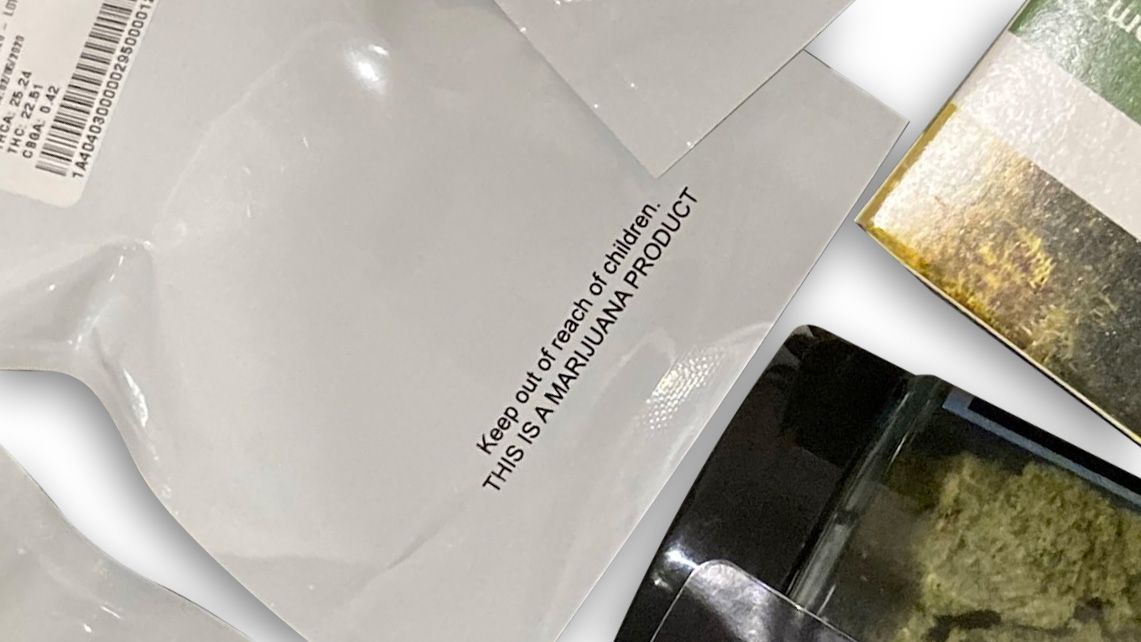 THCA: 25.24
THC: 22.51
CBGA: 0.42
Keep out of reach of children.
THIS IS A MARIJUANA PRODUCT